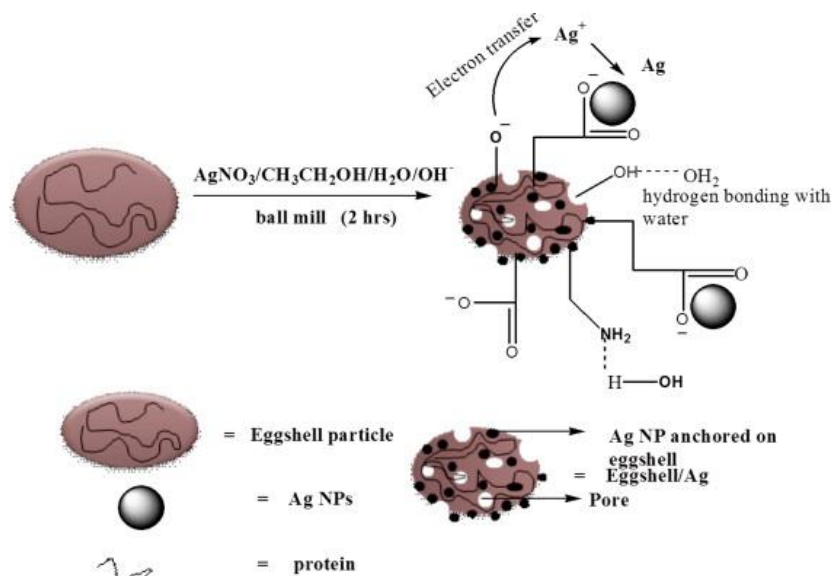 Electron transfer
Ag+
Ag
O−
O
O−
AgNO3/CH3CH2OH/H2O/OH-
ball mill (2 hrs)
OH
OH2
hydrogen bonding with
water
O
O−
−O
O
NH2
H
OH
= Eggshell particle
= Ag NPs
= protein
Ag NP anchored on
eggshell
= Eggshell/Ag
Pore